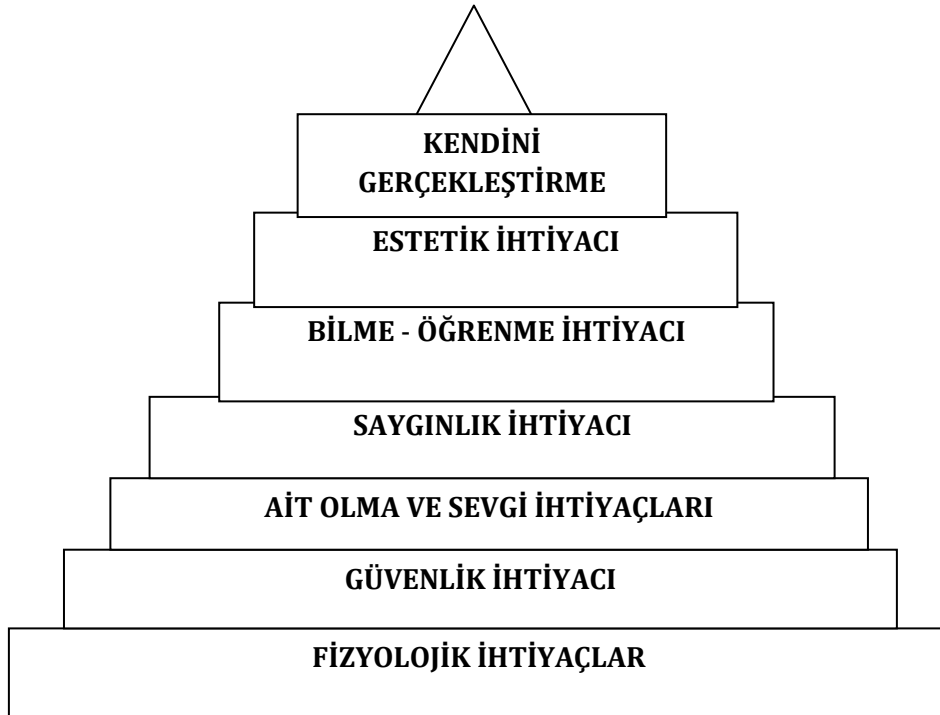 KENDİNİ
GERÇEKLEŞTİRME
ESTETİK İHTİYACI
BİLME - ÖĞRENME İHTİYACI
SAYGINLIK İHTİYACI
AİT OLMA VE SEVGİ İHTİYAÇLARI
GÜVENLİK İHTİYACI
FİZYOLOJİK İHTİYAÇLAR